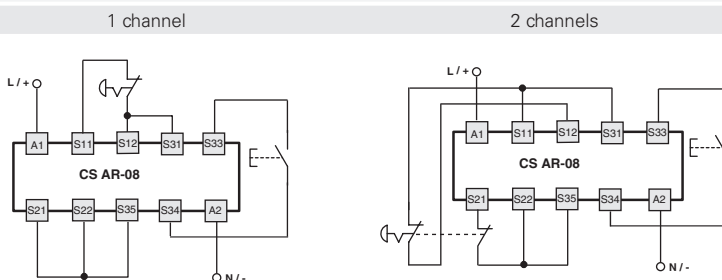 1 channel
2 channels
L / +
A1 S11 S12 S31 S33
CS AR-08
S21 S22 S35 S34 A2
N / -
L / +
A1 S11 S12 S31 S33
CS AR-08
S21 S22 S35 S34 A2
N / -